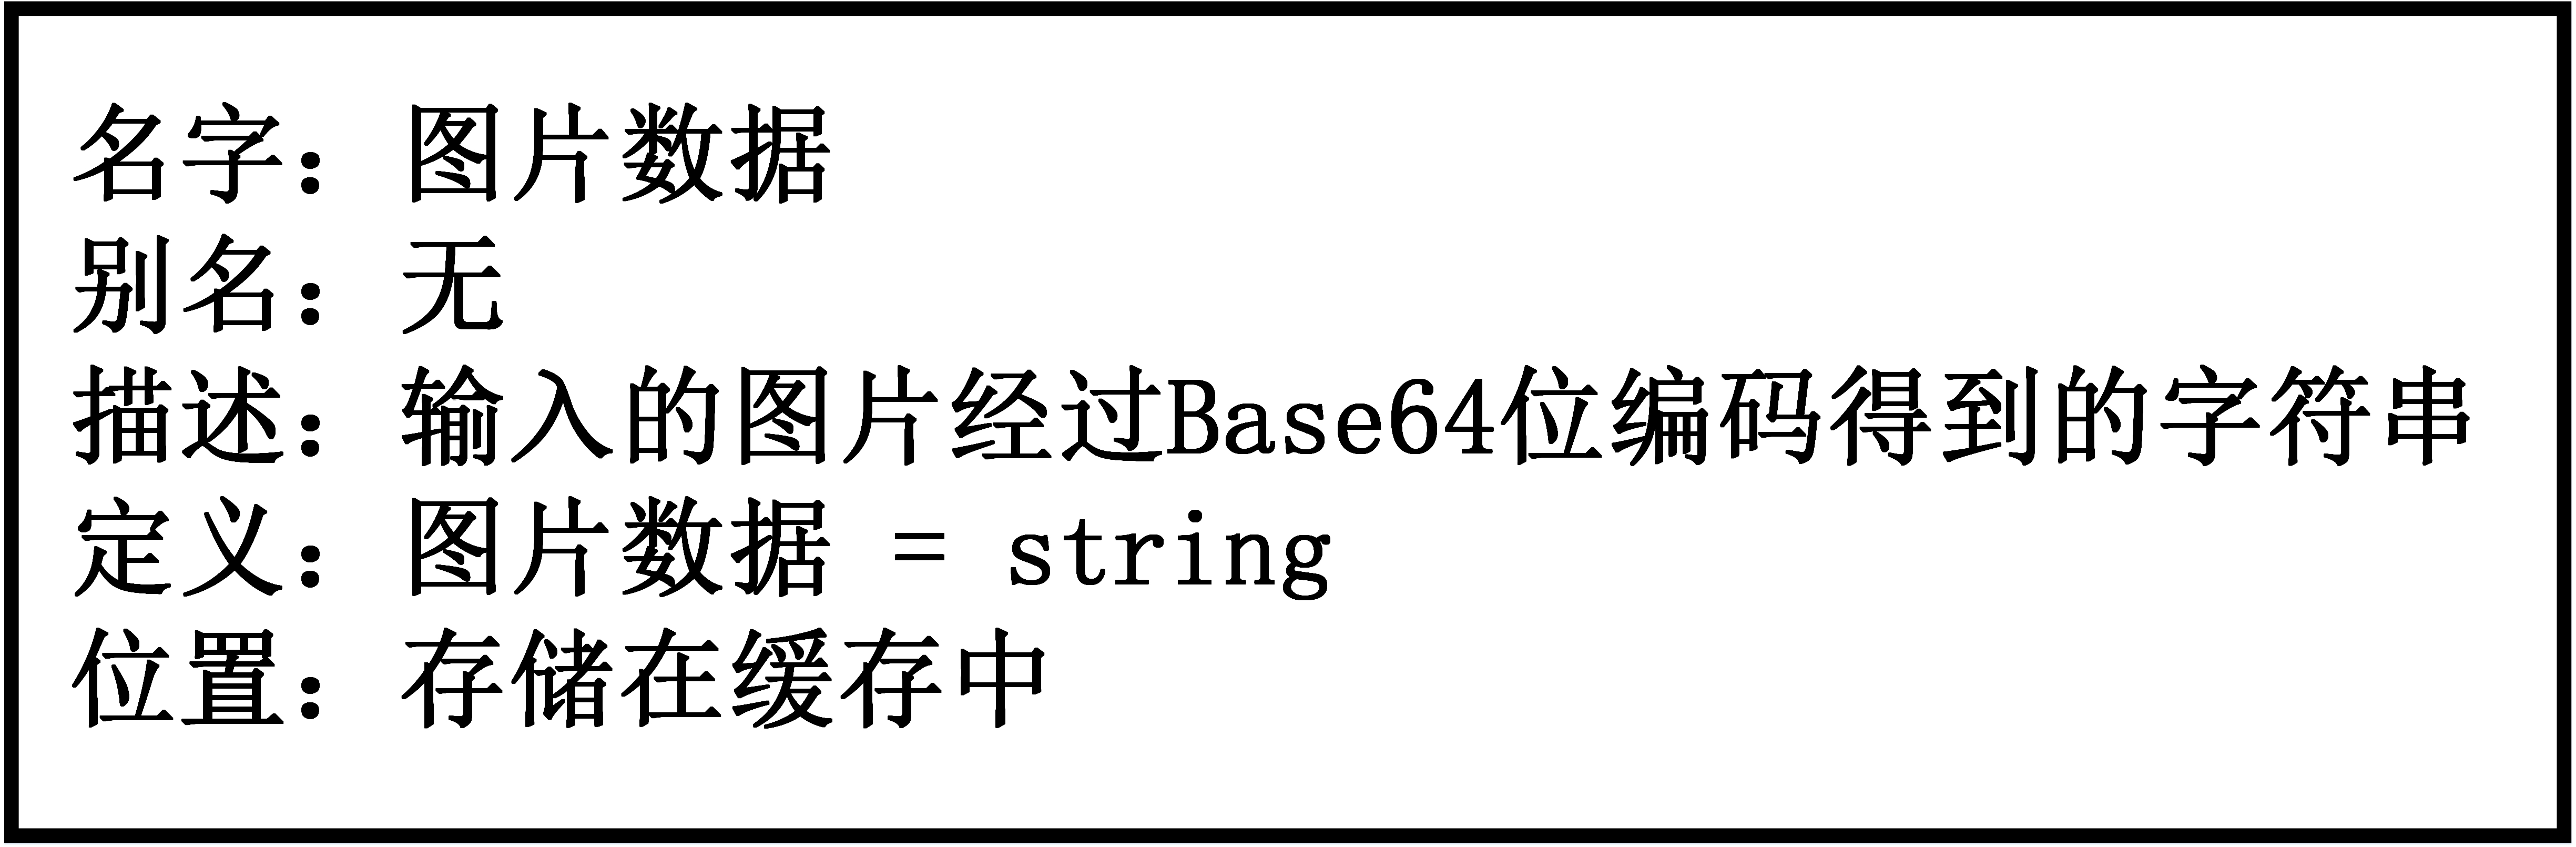 名字：图片数据
别名：无
描述：输入的图片经过Base64位编码得到的字符串
定义：图片数据 = string
位置：存储在缓存中